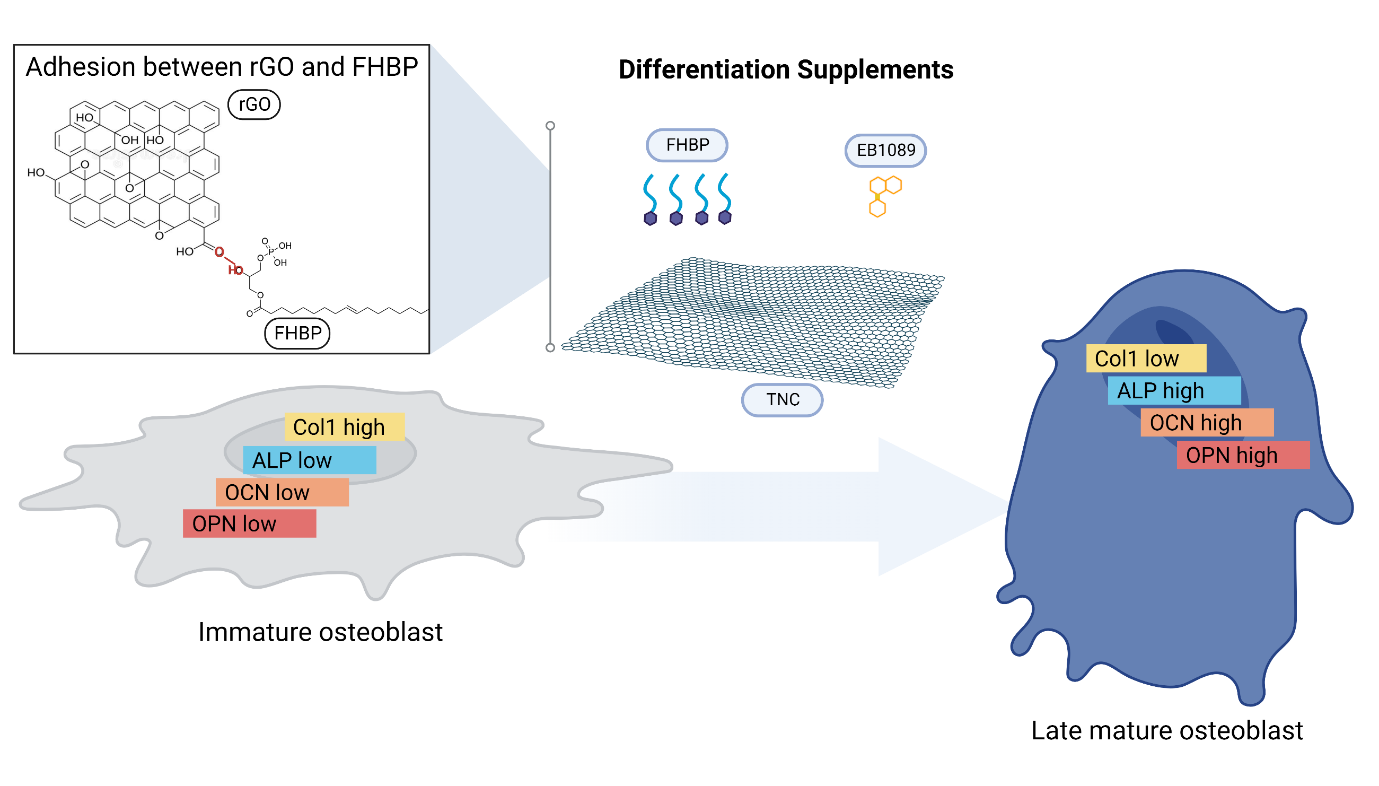 Adhesion between rGO and FHBP
rGO
HO
OH
HO
HO
O
O
O
HO
O
HO
O
P
OH
OH
O
O
O
FHBP
Differentiation Supplements
FHBP
EB1089
TNC
Col1 high
ALP low
OCN low
OPN low
Immature osteoblast
Col1 low
ALP high
OCN high
OPN high
Late mature osteoblast